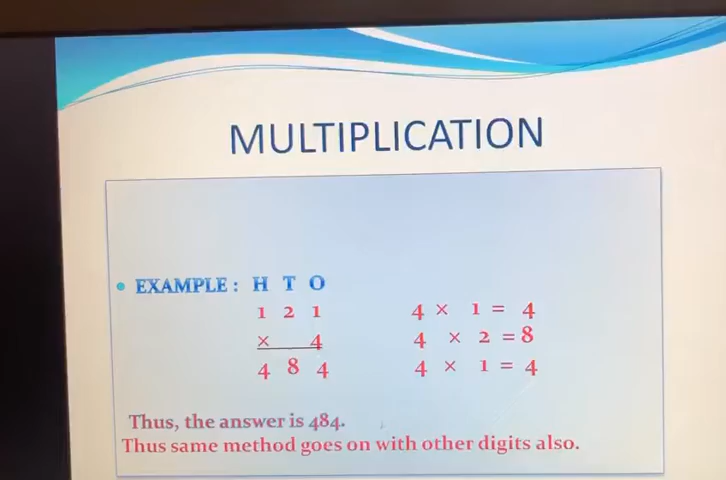 MULTIPLICATION
• EXAMPLE : H T O
1 2 1
× 4
4 8 4
4 × 1 = 4
4 × 2 = 8
4 × 1 = 4
Thus, the answer is 484.
Thus same method goes on with other digits also.